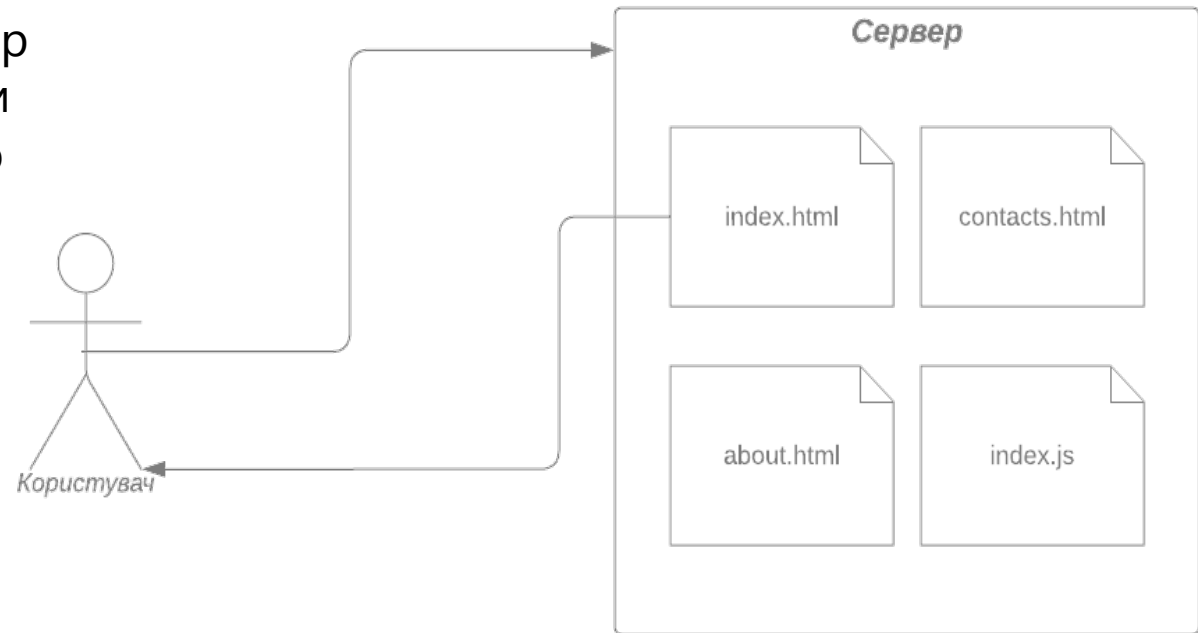 Сервер
index.html
contacts.html
about.html
index.js
Користувач